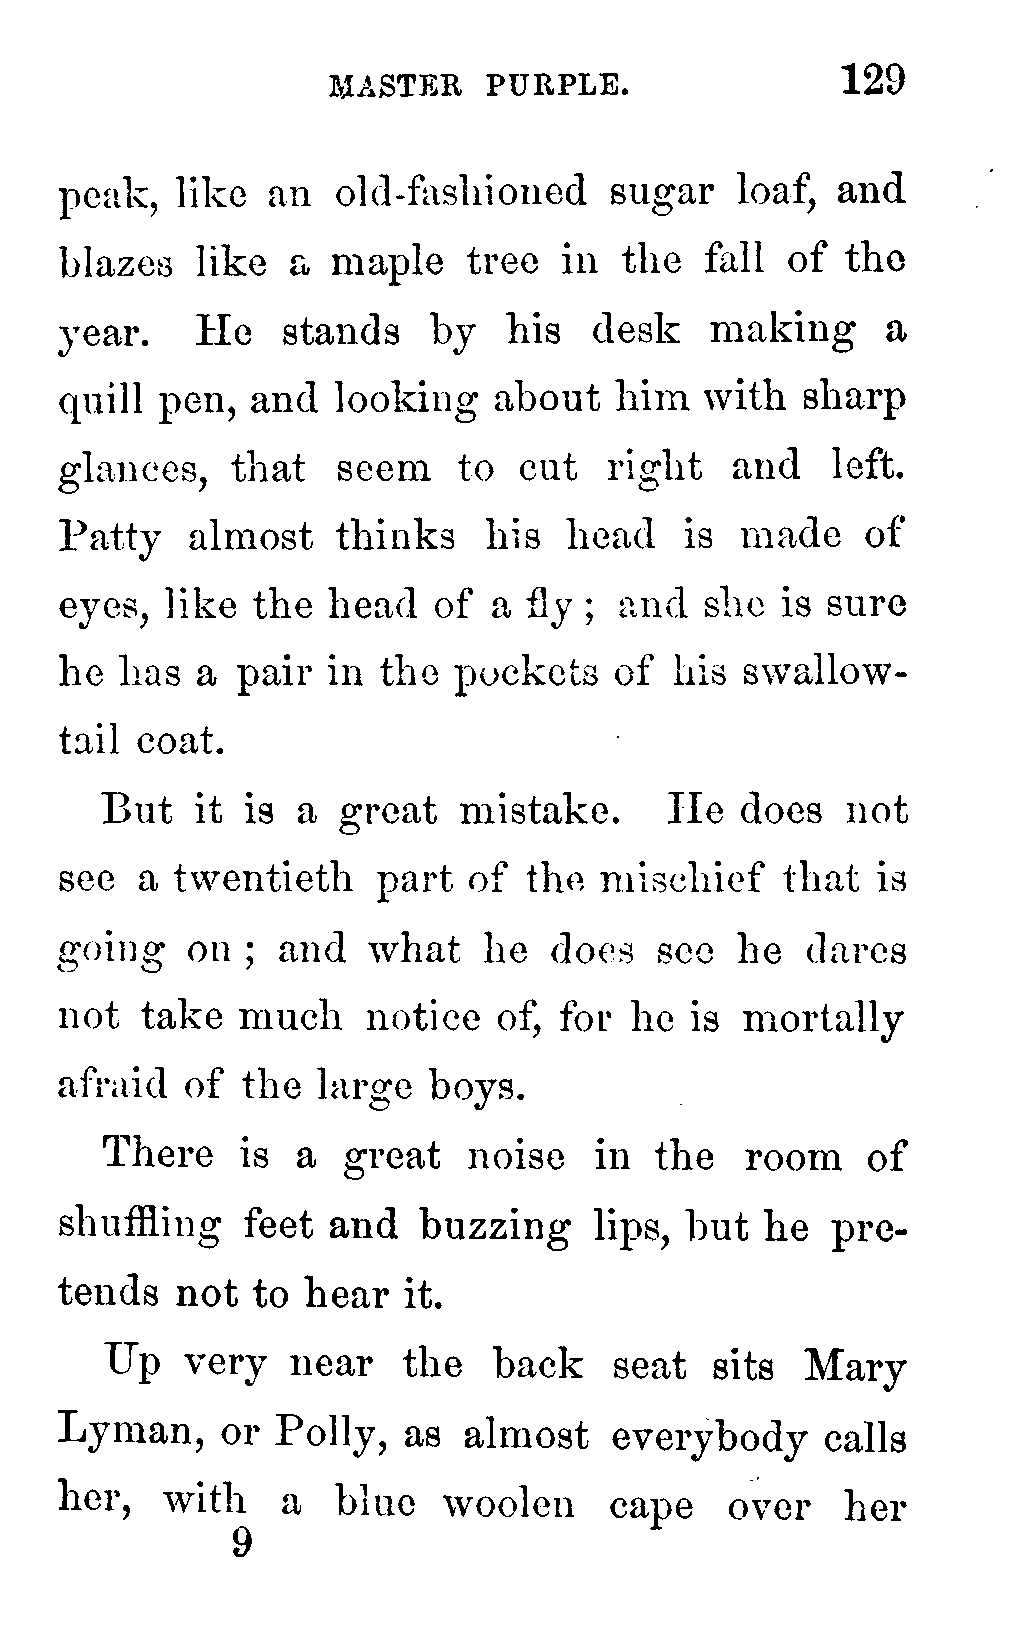 MASTER PURPLE. 129
peak, like an old-fashioned sugar loaf, and
blazes like a maple tree in the fall of the
year. He stands by his desk making a
quill pen, and looking about him with sharp
glances, that seem to cut right and left.
Patty almost thinks his head is made of
eyes, like the head of a fly ; and she is sure
he has a pair in the pockets of his swallow-
tail coat.
But it is a great mistake. He does not
see a twentieth part of the mischief that is
going on ; and what he does see he dares
not take much notice of, for he is mortally
afraid of the large boys.
There is a great noise in the room of
shuffling feet and buzzing lips, but he pre-
tends not to hear it.
Up very near the back seat sits Mary
Lyman, or Polly, as almost everybody calls
her, with a blue woolen cape over her
9